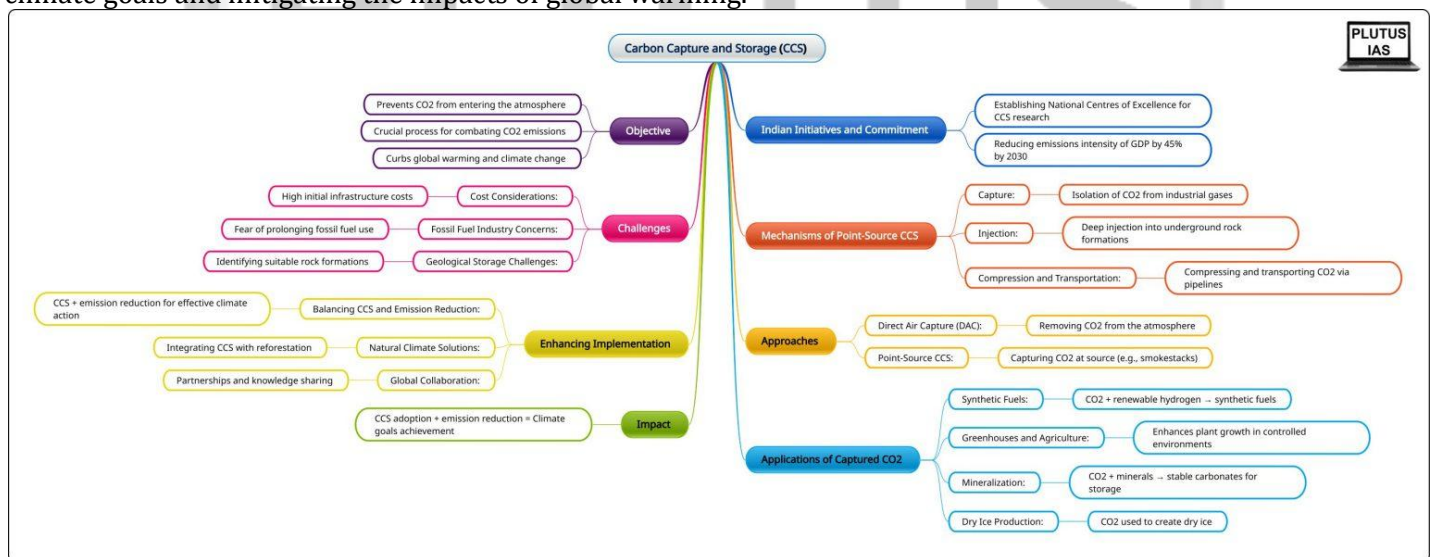 climate goals and mitigating the impacts of global warming.
PLUTUS
IAS
Carbon Capture and Storage (CCS)
Objective
Prevents CO2 from entering the atmosphere
Crucial process for combating CO2 emissions
Curbs global warming and climate change
Challenges
Cost Considerations:
High initial infrastructure costs
Fossil Fuel Industry Concerns:
Fear of prolonging fossil fuel use
Geological Storage Challenges:
Identifying suitable rock formations
Enhancing Implementation
Balancing CCS and Emission Reduction:
CCS + emission reduction for effective climate
action
Natural Climate Solutions:
Integrating CCS with reforestation
Global Collaboration:
Partnerships and knowledge sharing
Impact
CCS adoption + emission reduction = Climate
goals achievement
Indian Initiatives and Commitment
Establishing National Centres of Excellence for
CCS research
Reducing emissions intensity of GDP by 45%
by 2030
Mechanisms of Point-Source CCS
Capture:
Isolation of CO2 from industrial gases
Injection:
Deep injection into underground rock
formations
Compression and Transportation:
Compressing and transporting CO2 via
pipelines
Approaches
Direct Air Capture (DAC):
Removing CO2 from the atmosphere
Point-Source CCS:
Capturing CO2 at source (e.g., smokestacks)
Applications of Captured CO2
Synthetic Fuels:
CO2 + renewable hydrogen → synthetic fuels
Greenhouses and Agriculture:
Enhances plant growth in controlled
environments
Mineralization:
CO2 + minerals → stable carbonates for
storage
Dry Ice Production:
CO2 used to create dry ice